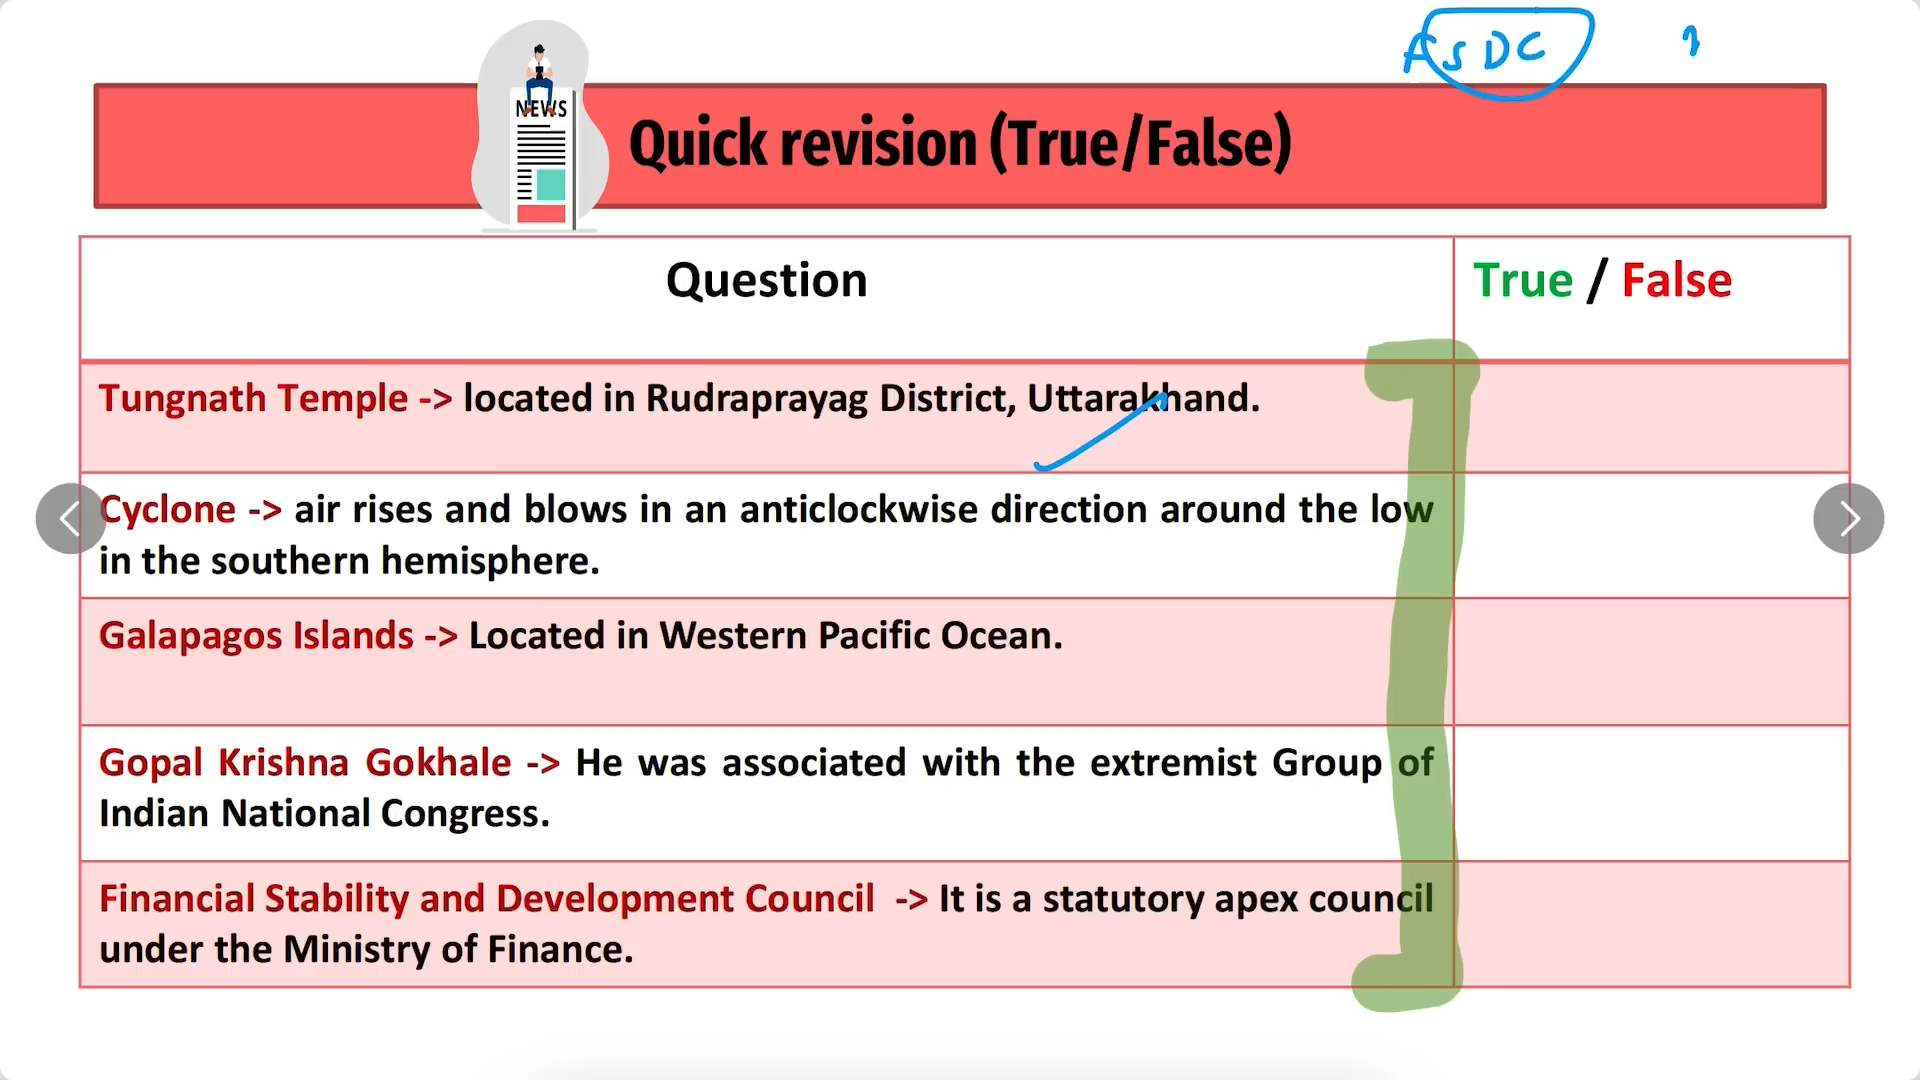 FSDC
NEWS
Quick revision (True/False)
Question
True / False
Tungnath Temple -> located in Rudraprayag District, Uttarakhand.
Cyclone -> air rises and blows in an anticlockwise direction around the low
in the southern hemisphere.
Galapagos Islands -> Located in Western Pacific Ocean.
Gopal Krishna Gokhale -> He was associated with the extremist Group of
Indian National Congress.
Financial Stability and Development Council -> It is a statutory apex council
under the Ministry of Finance.